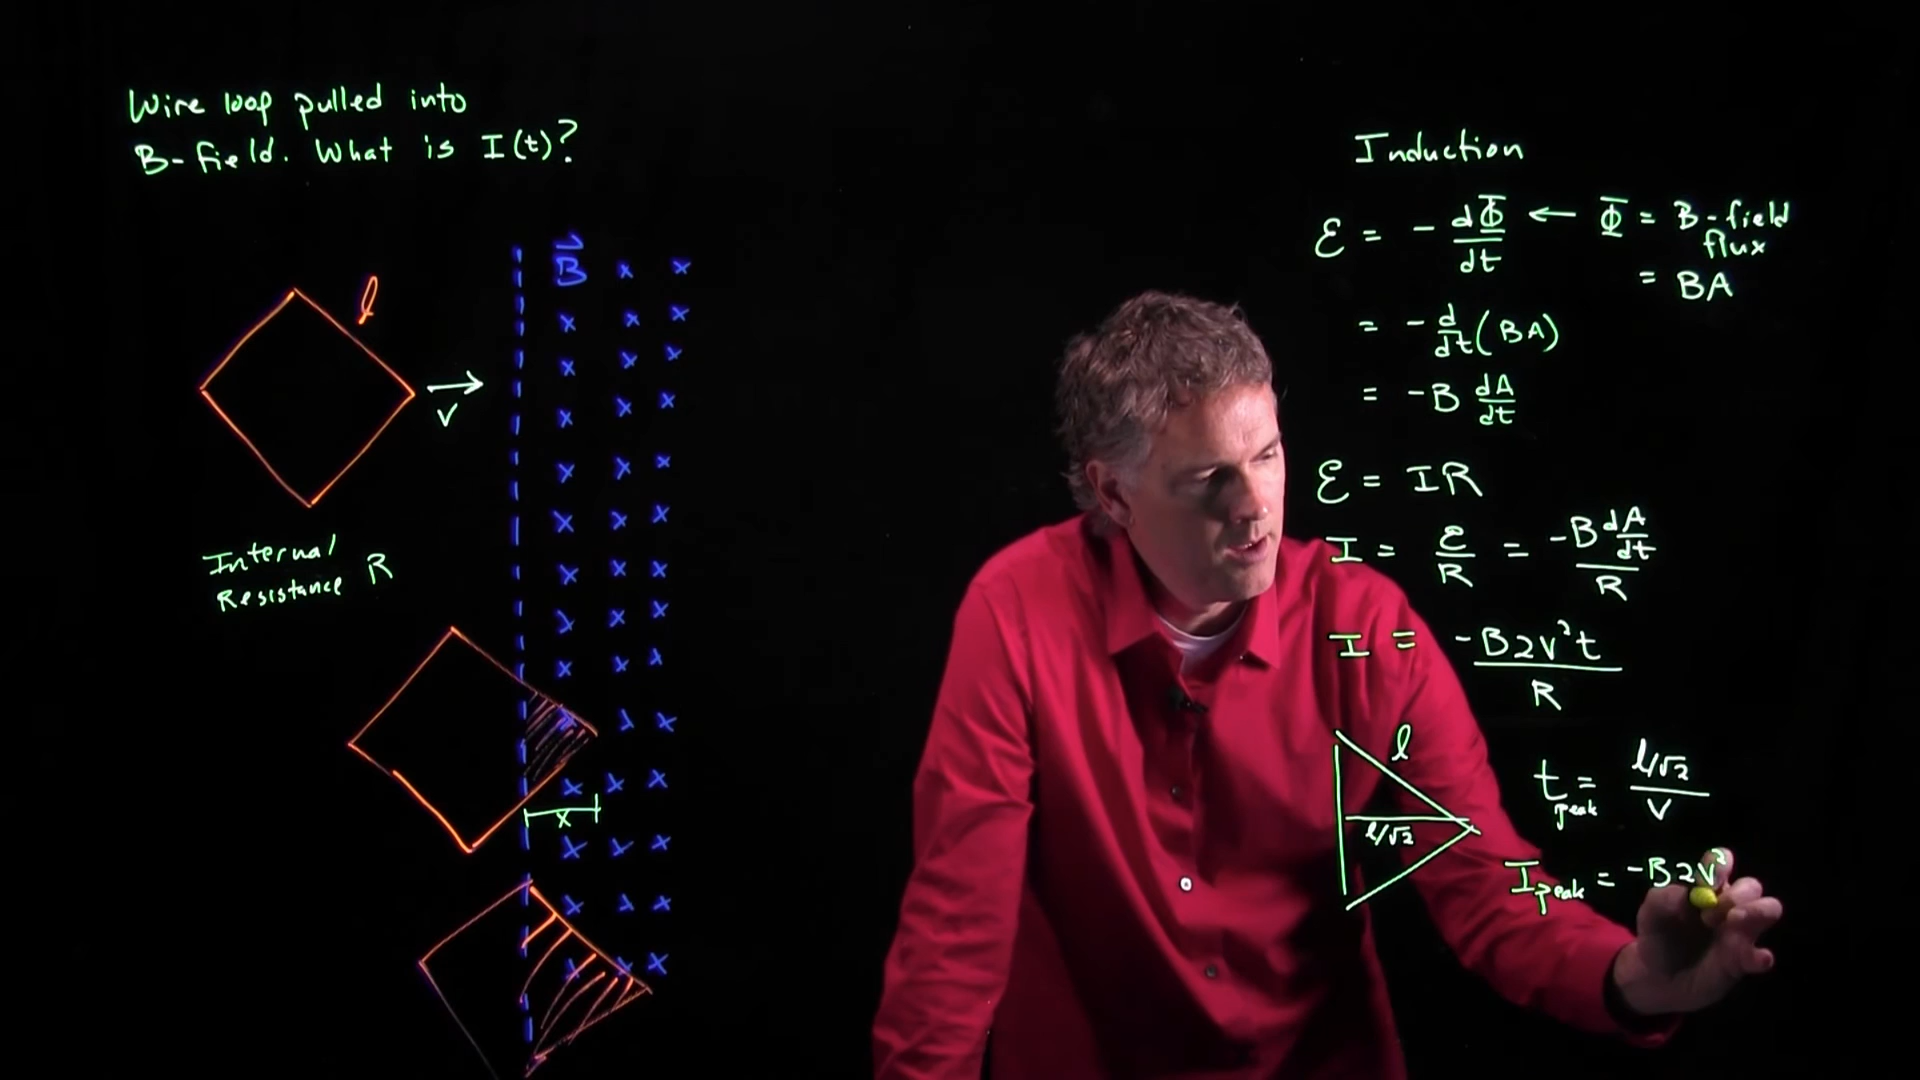 Wire loop pulled into
B-field. What is I(t)?
l
v
Internal
Resistance R
B⃗ x x
x x x
x x x
x x x
x x x
x x x
x x x
x x x
x x x
x x x
x x x
x
x x x
x x x
x x x
Induction
ℰ = - dΦ/dt ← Φ = B-field
flux
= BA
= - d/dt (BA)
= -B dA/dt
ℰ = IR
I = ℰ/R = -B dA/dt / R
I = -B2v²t / R
l
l/√2
t_peak = l/√2 / v
I_peak = -B2v²